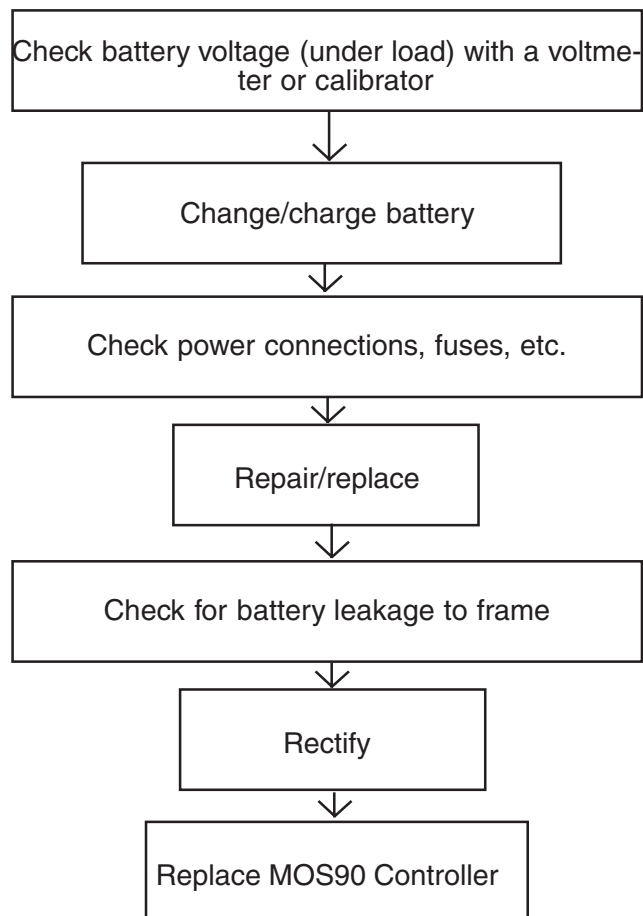 Check battery voltage (under load) with a voltme-
ter or calibrator
Change/charge battery
Check power connections, fuses, etc.
Repair/replace
Check for battery leakage to frame
Rectify
Replace MOS90 Controller